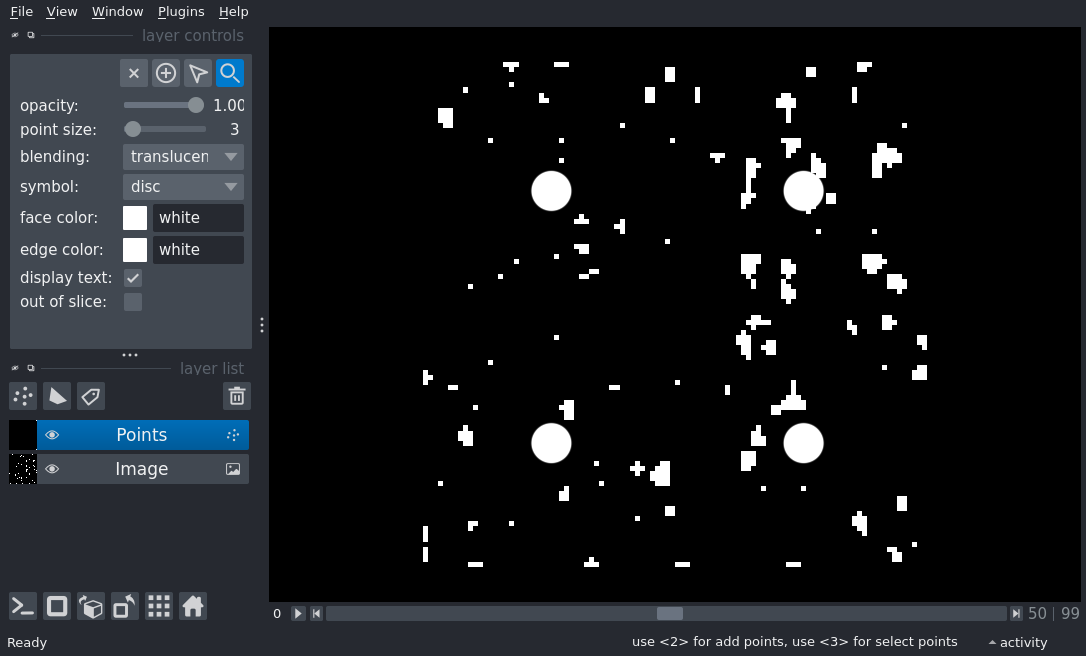 File View Window Plugins Help
layer controls
opacity: 1.00
point size: 3
blending: translucen
symbol: disc
face color: white
edge color: white
display text:
out of slice:
layer list
Points
Image
0 50 | 99
Ready use <2> for add points, use <3> for select points activity